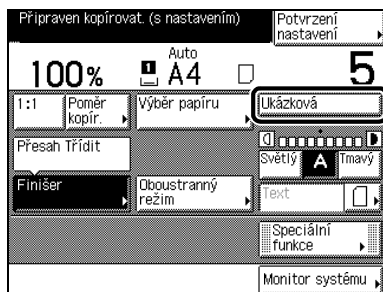 Připraven kopírovat. (s nastavením)
Potvrzení
nastavení
100%
Auto
A4
5
1:1
Poměr
kopír.
Výběr papíru
Ukázková
Přesah Třídit
Světlý
A
Tmavý
Finišer
Oboustranný
režim
Text
Speciální
funkce
Monitor systému